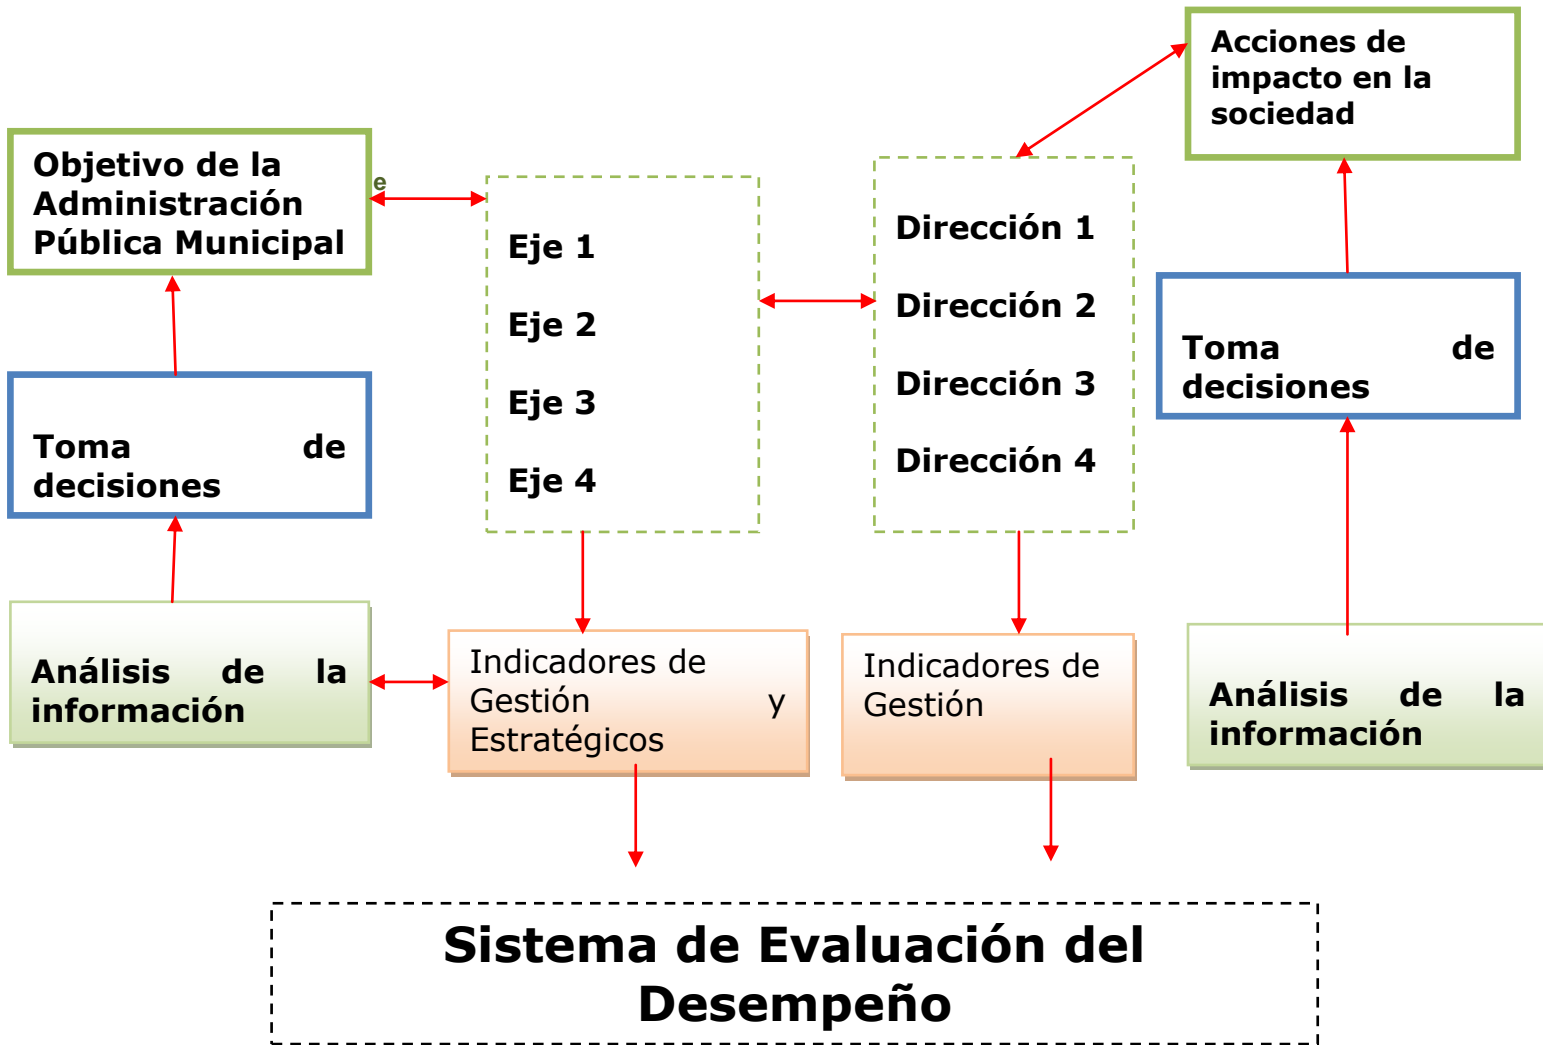 Acciones de
impacto en la
sociedad
Objetivo de la
Administración
Pública Municipal
e
Eje 1
Eje 2
Eje 3
Eje 4
Dirección 1
Dirección 2
Dirección 3
Dirección 4
Toma de
decisiones
Toma de
decisiones
Análisis de la
información
Indicadores de
Gestión y
Estratégicos
Indicadores de
Gestión
Análisis de la
información
Sistema de Evaluación del
Desempeño